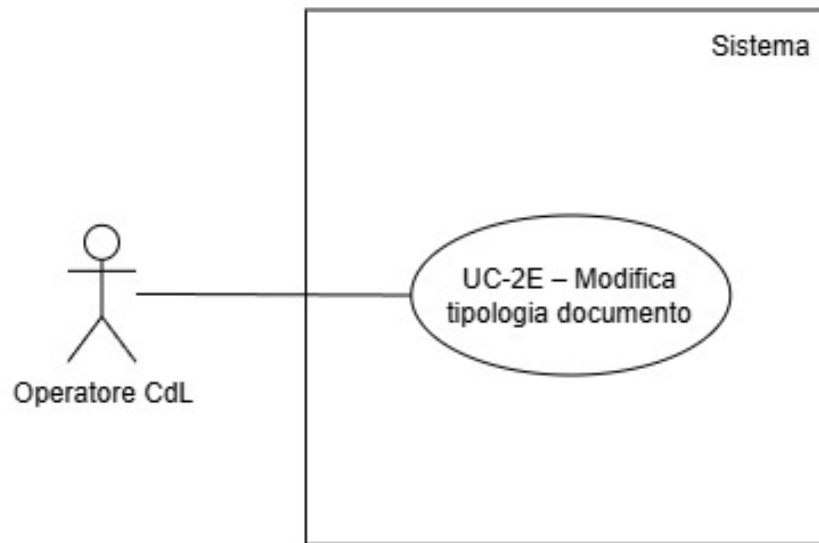 Sistema
UC-2E – Modifica
tipologia documento
Operatore CdL